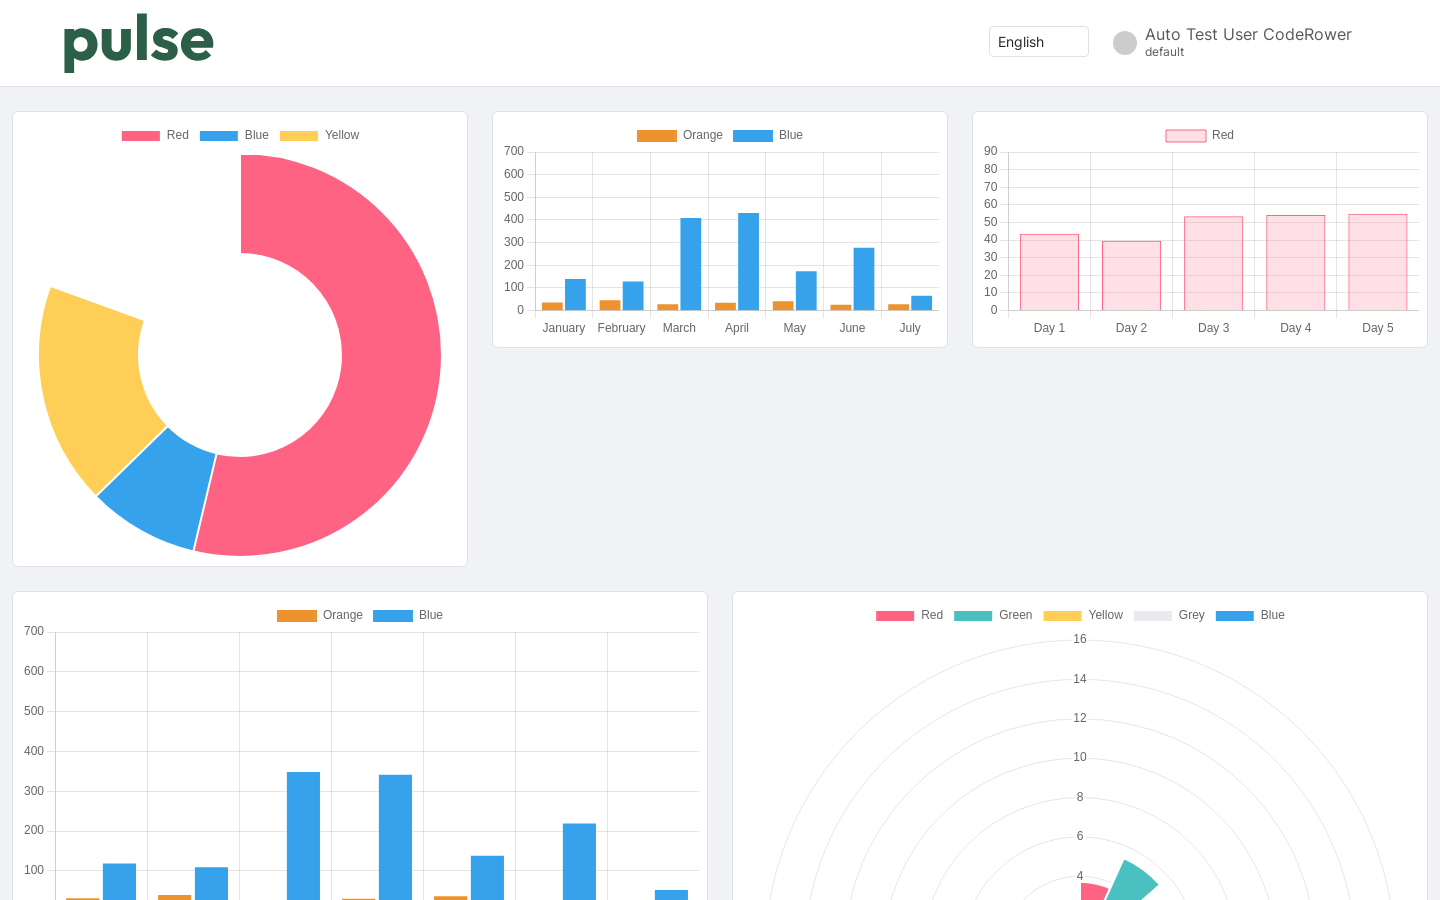 pulse
English
Auto Test User CodeRower
default
Red Blue Yellow
Orange Blue
700
600
500
400
300
200
100
0
January February March April May June July
Red
90
80
70
60
50
40
30
20
10
0
Day 1 Day 2 Day 3 Day 4 Day 5
Orange Blue
700
600
500
400
300
200
100
Red Green Yellow Grey Blue
16
14
12
10
8
6
4